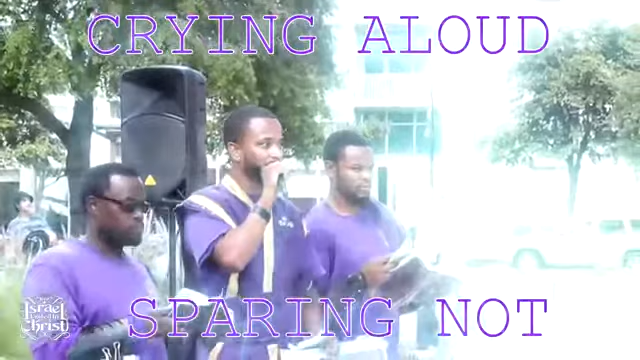 CRYING ALOUD
Israel
United In
Christ
SPARING NOT